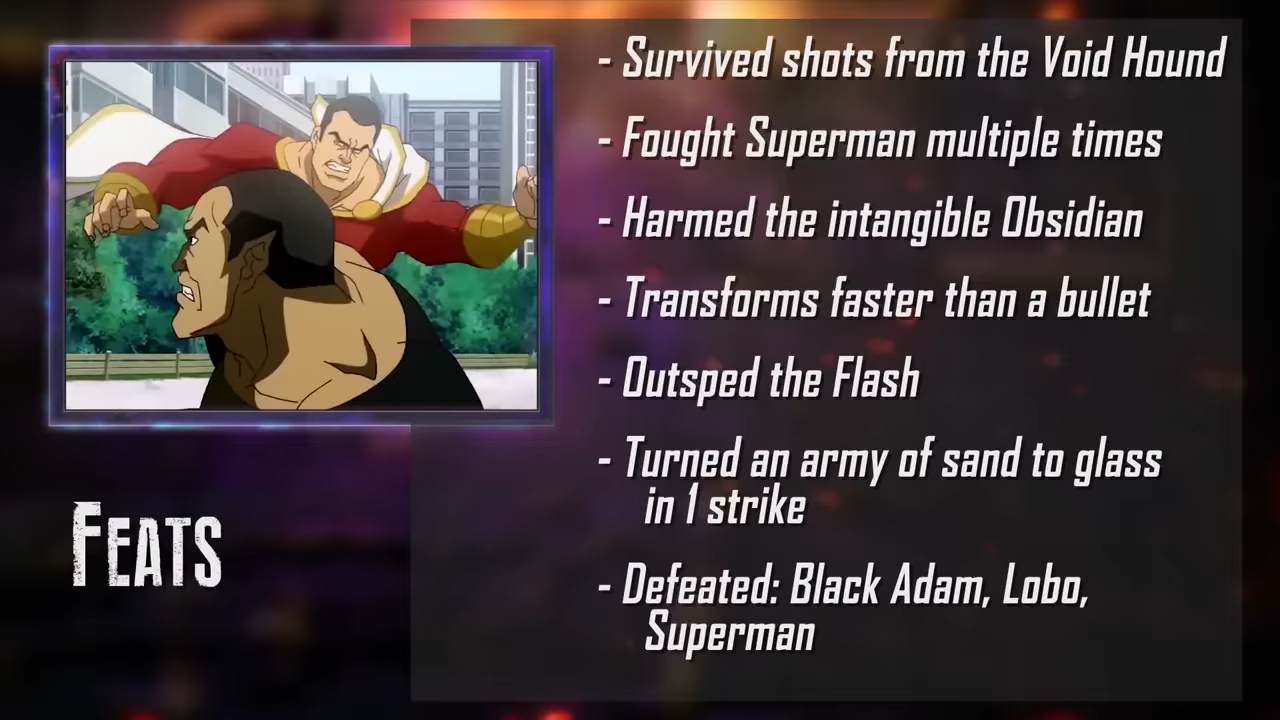 - Survived shots from the Void Hound
- Fought Superman multiple times
- Harmed the intangible Obsidian
- Transforms faster than a bullet
- Outsped the Flash
- Turned an army of sand to glass
in 1 strike
- Defeated: Black Adam, Lobo,
Superman
Feats